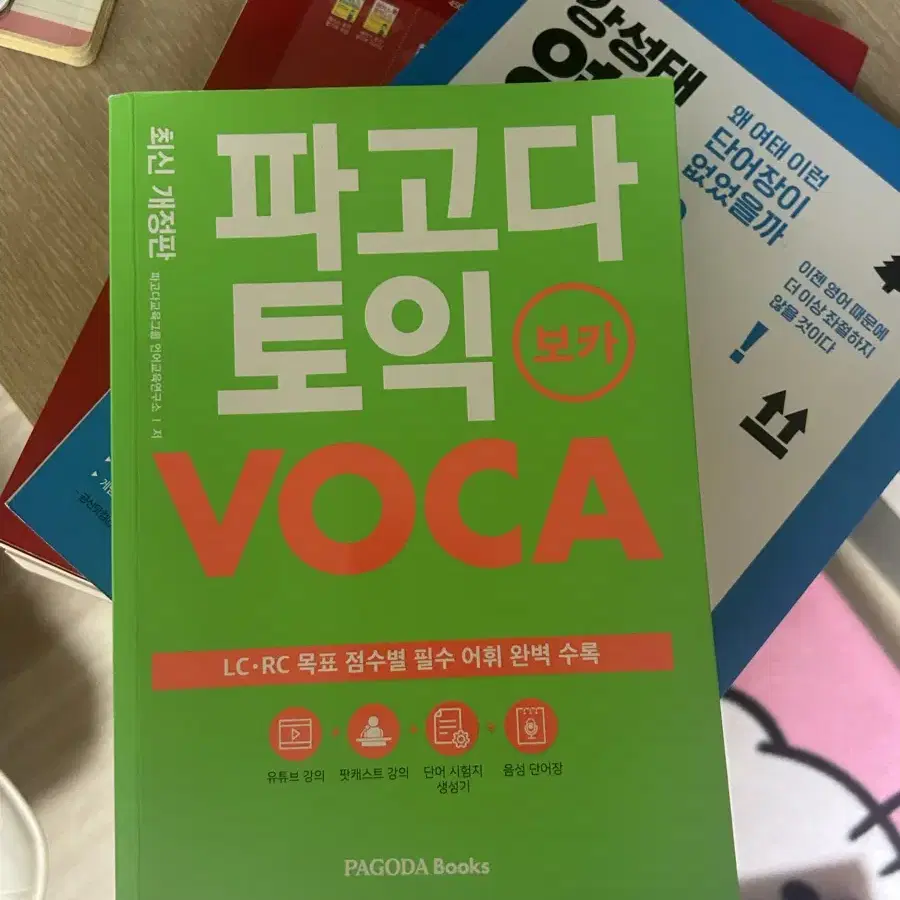 최신 개정판
파고다교육그룹 언어교육연구소 | 저
파고다
토익
보카
VOCA
LC·RC 목표 점수별 필수 어휘 완벽 수록
유튜브 강의
팟캐스트 강의
단어 시험지
생성기
음성 단어장
PAGODA Books
강성태
왜 여태 이런
단어장이
없었을까
이젠 영어 때문에
더 이상 좌절하지
않을 것이다
!